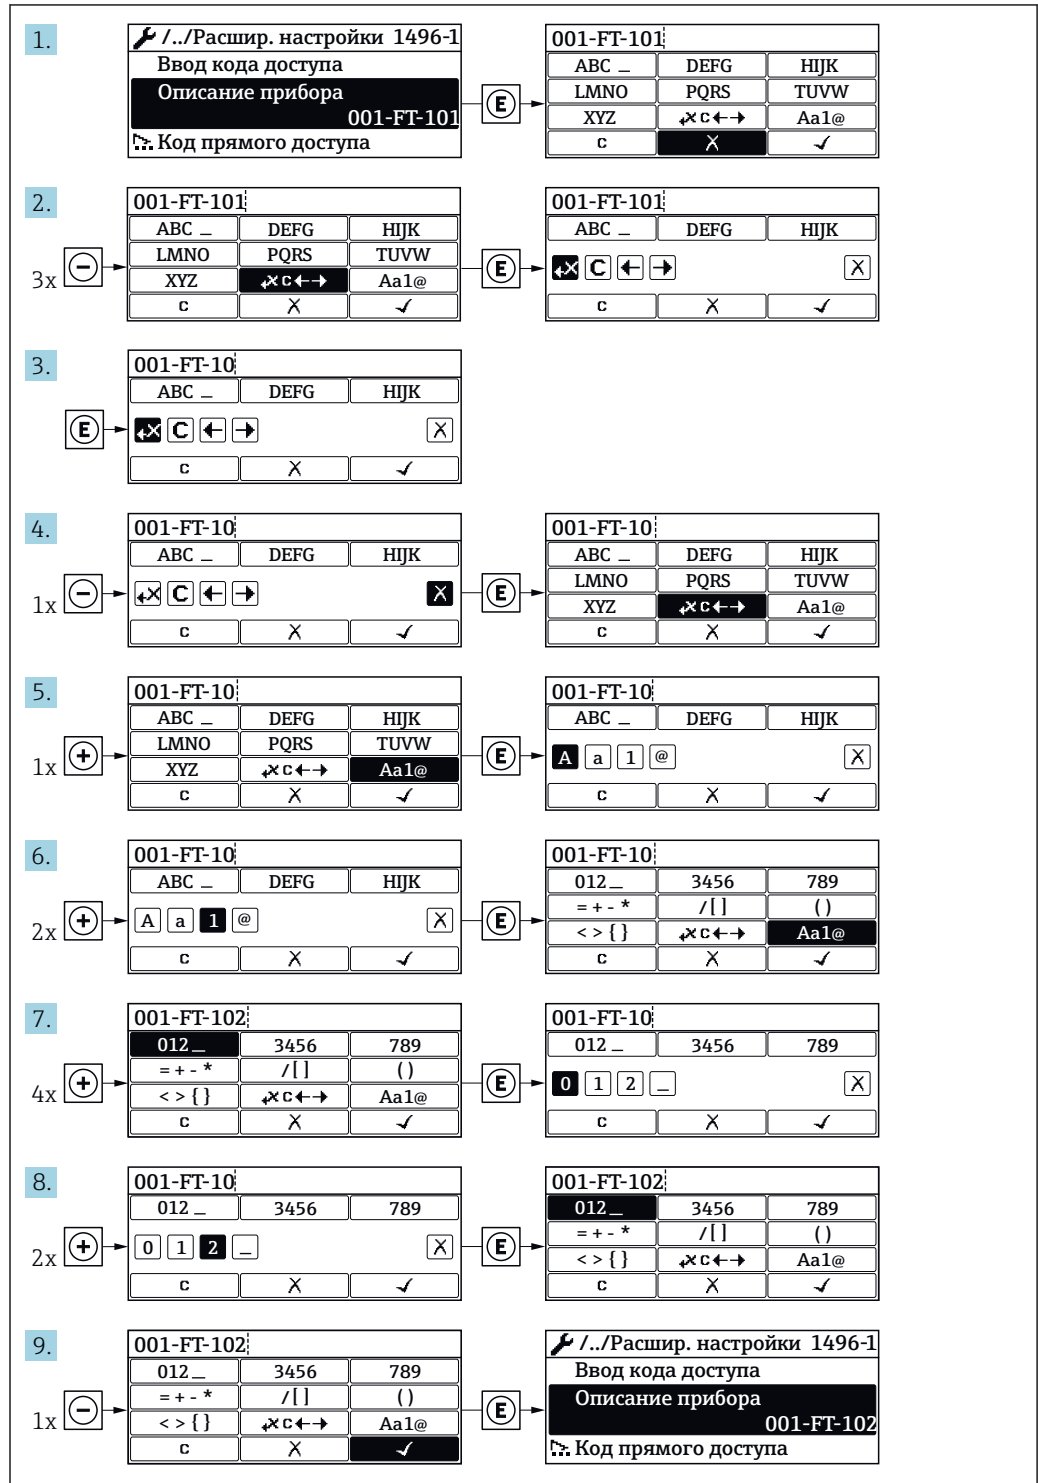 1.
/../Расшир. настройки 1496-1
Ввод кода доступа
Описание прибора
001-FT-101
Код прямого доступа
E
001-FT-101
ABC _ DEFG HIJK
LMNO PQRS TUVW
XYZ C←→ Aa1@
C X ✓
2.
3x −
001-FT-101
ABC _ DEFG HIJK
LMNO PQRS TUVW
XYZ C←→ Aa1@
C X ✓
E
001-FT-101
ABC _ DEFG HIJK
C ← → X
C X ✓
3.
E
001-FT-10
ABC _ DEFG HIJK
C ← → X
C X ✓
4.
1x −
001-FT-10
ABC _ DEFG HIJK
C ← → X
C X ✓
E
001-FT-10
ABC _ DEFG HIJK
LMNO PQRS TUVW
XYZ C←→ Aa1@
C X ✓
5.
1x +
001-FT-10
ABC _ DEFG HIJK
LMNO PQRS TUVW
XYZ C←→ Aa1@
C X ✓
E
001-FT-10
ABC _ DEFG HIJK
A a 1 @ X
C X ✓
6.
2x +
001-FT-10
ABC _ DEFG HIJK
A a 1 @ X
C X ✓
E
001-FT-10
012_ 3456 789
= + - * / [ ] ( )
< > { } C←→ Aa1@
C X ✓
7.
4x +
001-FT-102
012_ 3456 789
= + - * / [ ] ( )
< > { } C←→ Aa1@
C X ✓
E
001-FT-10
012_ 3456 789
0 1 2 _ X
C X ✓
8.
2x +
001-FT-10
012_ 3456 789
0 1 2 _ X
C X ✓
E
001-FT-102
012_ 3456 789
= + - * / [ ] ( )
< > { } C←→ Aa1@
C X ✓
9.
1x −
001-FT-102
012_ 3456 789
= + - * / [ ] ( )
< > { } C←→ Aa1@
C X ✓
E
/../Расшир. настройки 1496-1
Ввод кода доступа
Описание прибора
001-FT-102
Код прямого доступа